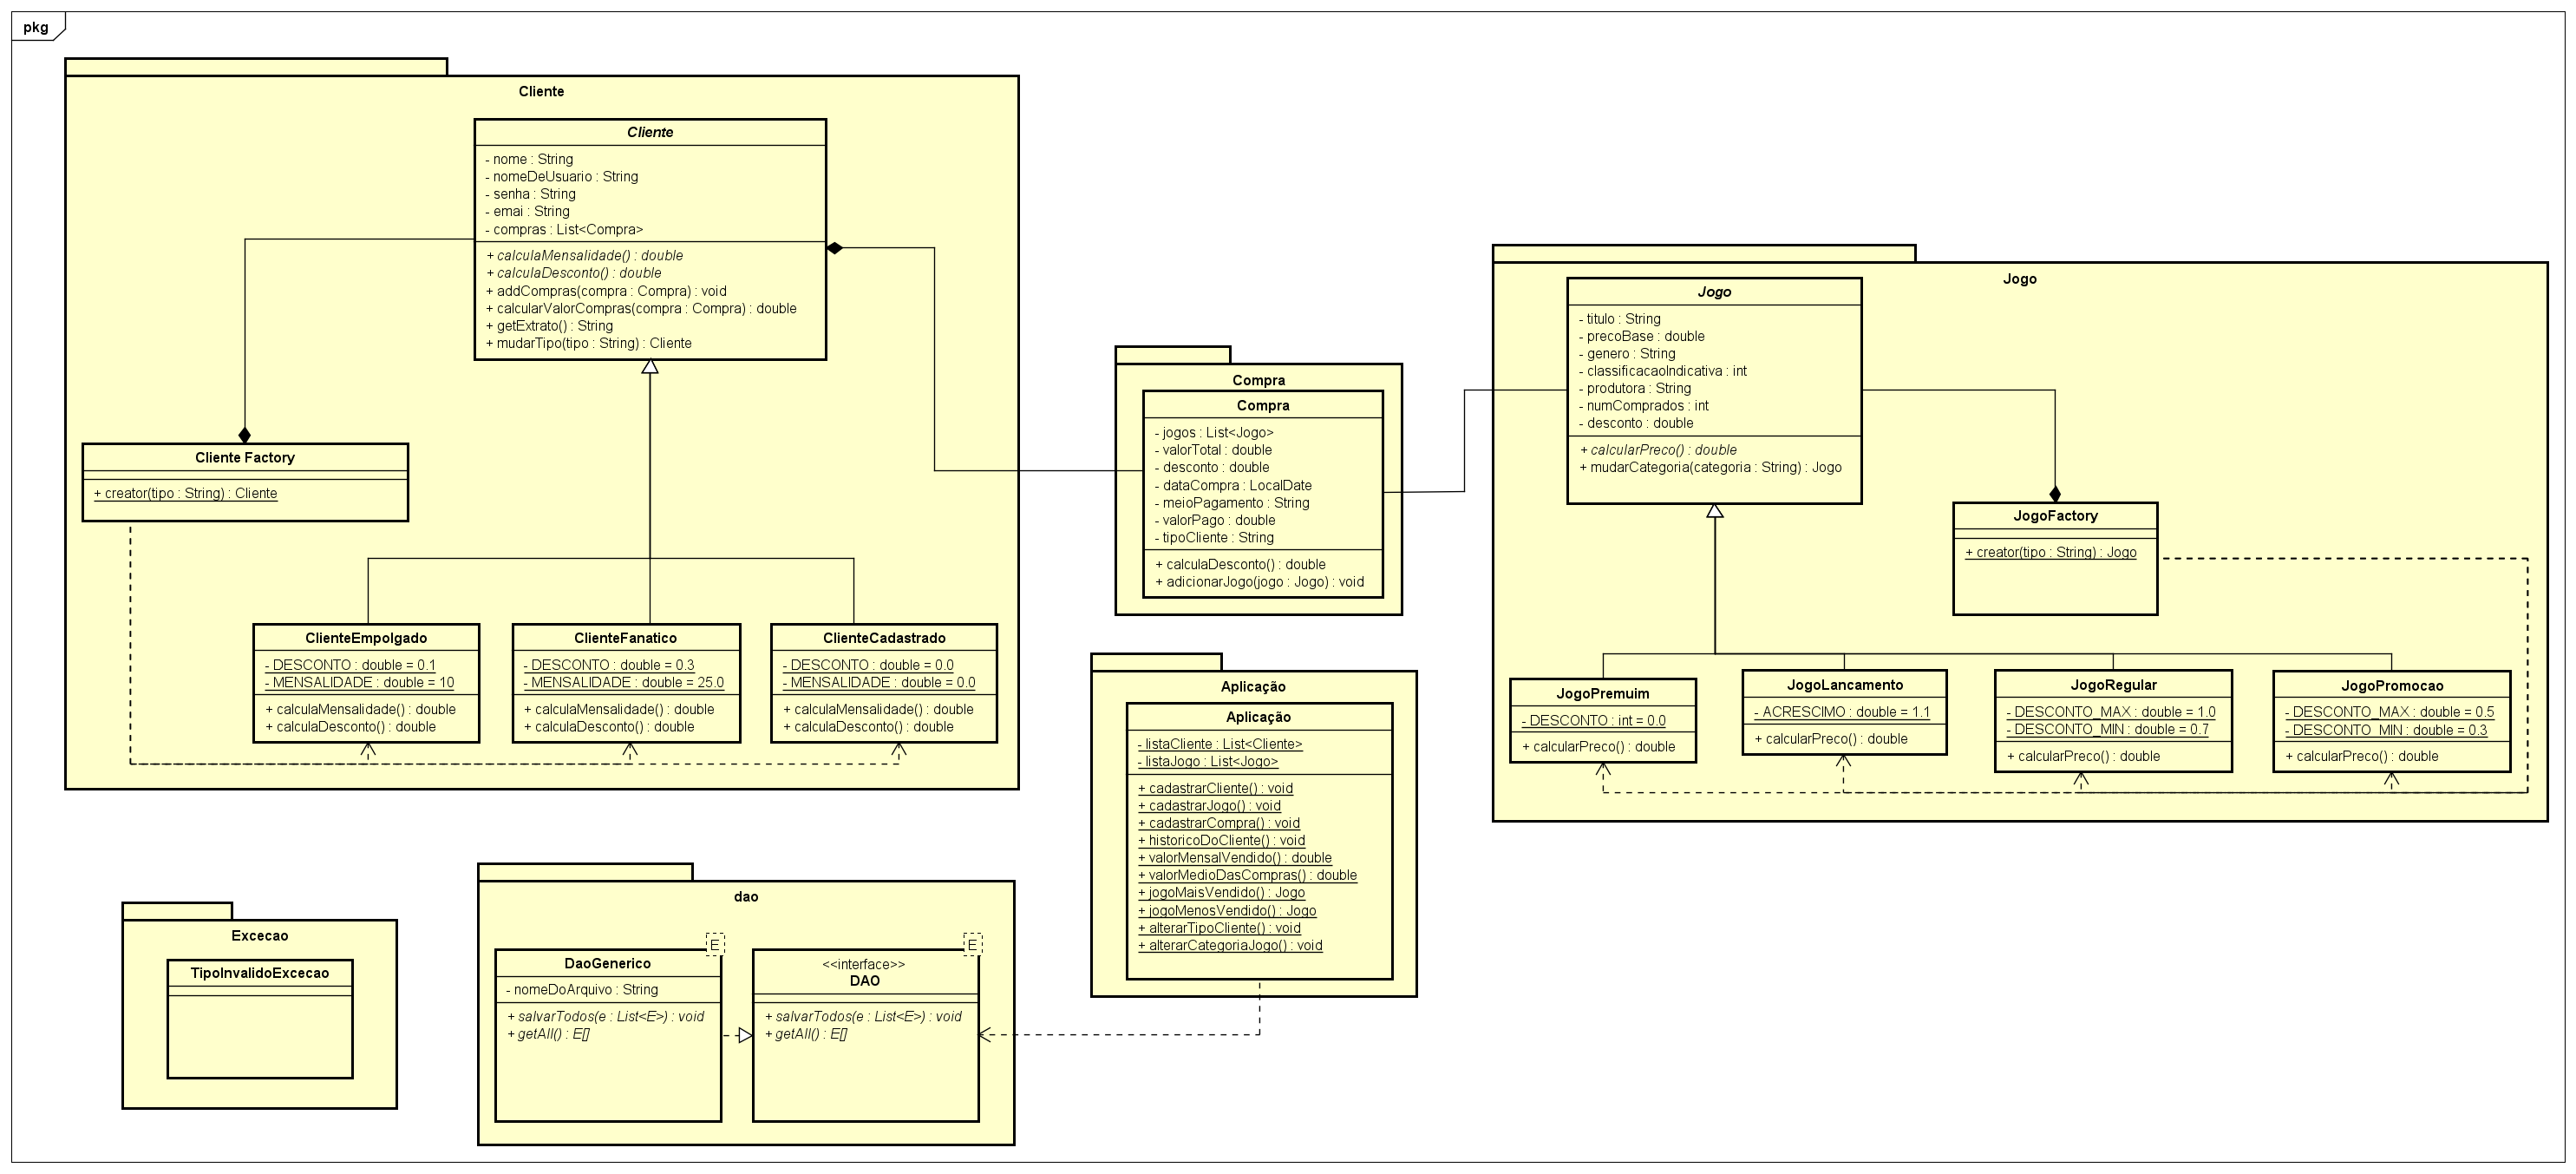 pkg
Cliente
Cliente
- nome : String
- nomeDeUsuario : String
- senha : String
- emai : String
- compras : List<Compra>
+ calculaMensalidade() : double
+ calculaDesconto() : double
+ addCompras(compra : Compra) : void
+ calcularValorCompras(compra : Compra) : double
+ getExtrato() : String
+ mudarTipo(tipo : String) : Cliente
Cliente Factory
+ creator(tipo : String) : Cliente
ClienteEmpolgado
- DESCONTO : double = 0.1
- MENSALIDADE : double = 10
+ calculaMensalidade() : double
+ calculaDesconto() : double
ClienteFanatico
- DESCONTO : double = 0.3
- MENSALIDADE : double = 25.0
+ calculaMensalidade() : double
+ calculaDesconto() : double
ClienteCadastrado
- DESCONTO : double = 0.0
- MENSALIDADE : double = 0.0
+ calculaMensalidade() : double
+ calculaDesconto() : double
Compra
Compra
- jogos : List<Jogo>
- valorTotal : double
- desconto : double
- dataCompra : LocalDate
- meioPagamento : String
- valorPago : double
- tipoCliente : String
+ calculaDesconto() : double
+ adicionarJogo(jogo : Jogo) : void
Jogo
Jogo
- titulo : String
- precoBase : double
- genero : String
- classificacaoIndicativa : int
- produtora : String
- numComprados : int
- desconto : double
+ calcularPreco() : double
+ mudarCategoria(categoria : String) : Jogo
JogoFactory
+ creator(tipo : String) : Jogo
JogoPremuim
- DESCONTO : int = 0.0
+ calcularPreco() : double
JogoLancamento
- ACRESCIMO : double = 1.1
+ calcularPreco() : double
JogoRegular
- DESCONTO_MAX : double = 1.0
- DESCONTO_MIN : double = 0.7
+ calcularPreco() : double
JogoPromocao
- DESCONTO_MAX : double = 0.5
- DESCONTO_MIN : double = 0.3
+ calcularPreco() : double
Aplicação
Aplicação
- listaCliente : List<Cliente>
- listaJogo : List<Jogo>
+ cadastrarCliente() : void
+ cadastrarJogo() : void
+ cadastrarCompra() : void
+ historicoDoCliente() : void
+ valorMensalVendido() : double
+ valorMedioDasCompras() : double
+ jogoMaisVendido() : Jogo
+ jogoMenosVendido() : Jogo
+ alterarTipoCliente() : void
+ alterarCategoriaJogo() : void
Excecao
TipoInvalidoExcecao
dao
E
DaoGenerico
- nomeDoArquivo : String
+ salvarTodos(e : List<E>) : void
+ getAll() : E[]
E
<<interface>>
DAO
+ salvarTodos(e : List<E>) : void
+ getAll() : E[]